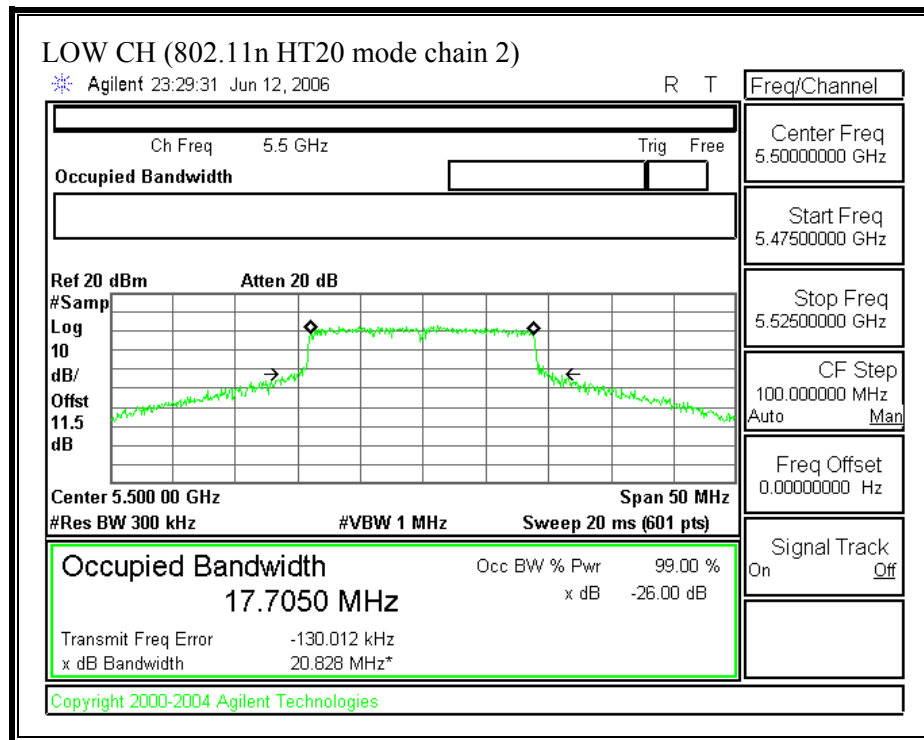 LOW CH (802.11n HT20 mode chain 2)
Agilent 23:29:31 Jun 12, 2006 R T
Freq/Channel
Ch Freq 5.5 GHz Trig Free
Occupied Bandwidth
Center Freq
5.50000000 GHz
Start Freq
5.47500000 GHz
Stop Freq
5.52500000 GHz
CF Step
100.000000 MHz
Auto Man
Freq Offset
0.00000000 Hz
Signal Track
On Off
Ref 20 dBm Atten 20 dB
#Samp
Log
10
dB/
Offst
11.5
dB
Center 5.500 00 GHz Span 50 MHz
#Res BW 300 kHz #VBW 1 MHz Sweep 20 ms (601 pts)
Occupied Bandwidth
17.7050 MHz
Occ BW % Pwr 99.00 %
x dB -26.00 dB
Transmit Freq Error -130.012 kHz
x dB Bandwidth 20.828 MHz*
Copyright 2000-2004 Agilent Technologies